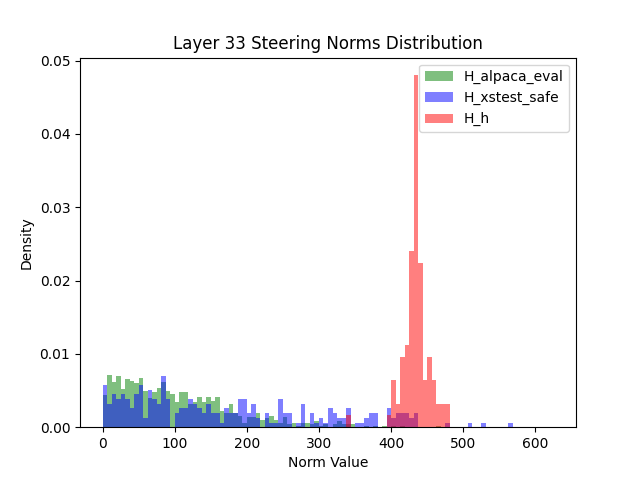 Layer 33 Steering Norms Distribution
0.05
0.04
0.03
0.02
0.01
0.00
Density
H_alpaca_eval
H_xstest_safe
H_h
0 100 200 300 400 500 600
Norm Value